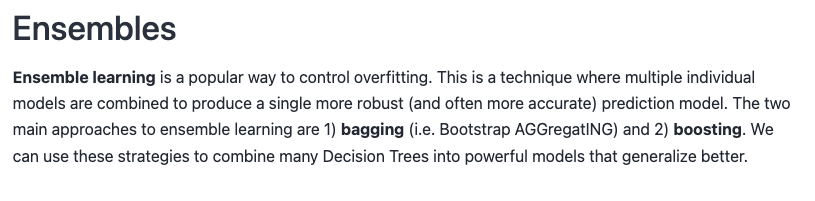 Ensembles
Ensemble learning is a popular way to control overfitting. This is a technique where multiple individual
models are combined to produce a single more robust (and often more accurate) prediction model. The two
main approaches to ensemble learning are 1) bagging (i.e. Bootstrap AGGregatING) and 2) boosting. We
can use these strategies to combine many Decision Trees into powerful models that generalize better.